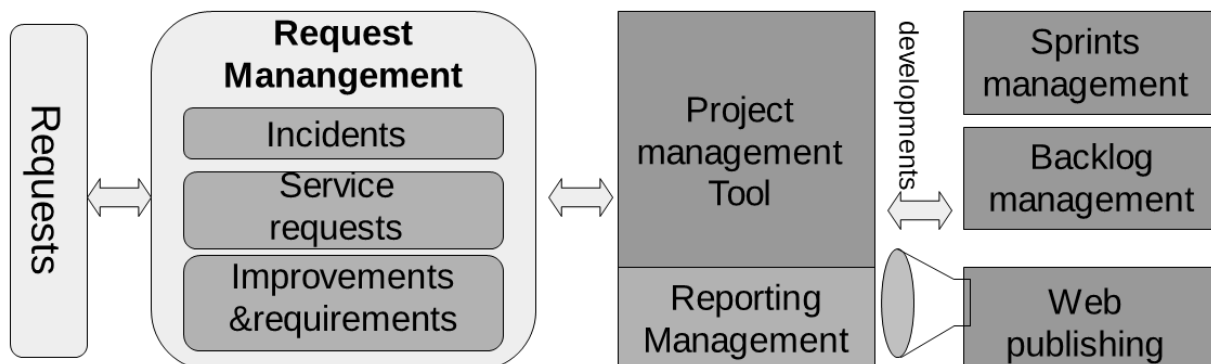 Requests
Request
Manangement
Incidents
Service
requests
Improvements
&requirements
Project
management
Tool
Reporting
Management
developments
Sprints
management
Backlog
management
Web
publishing